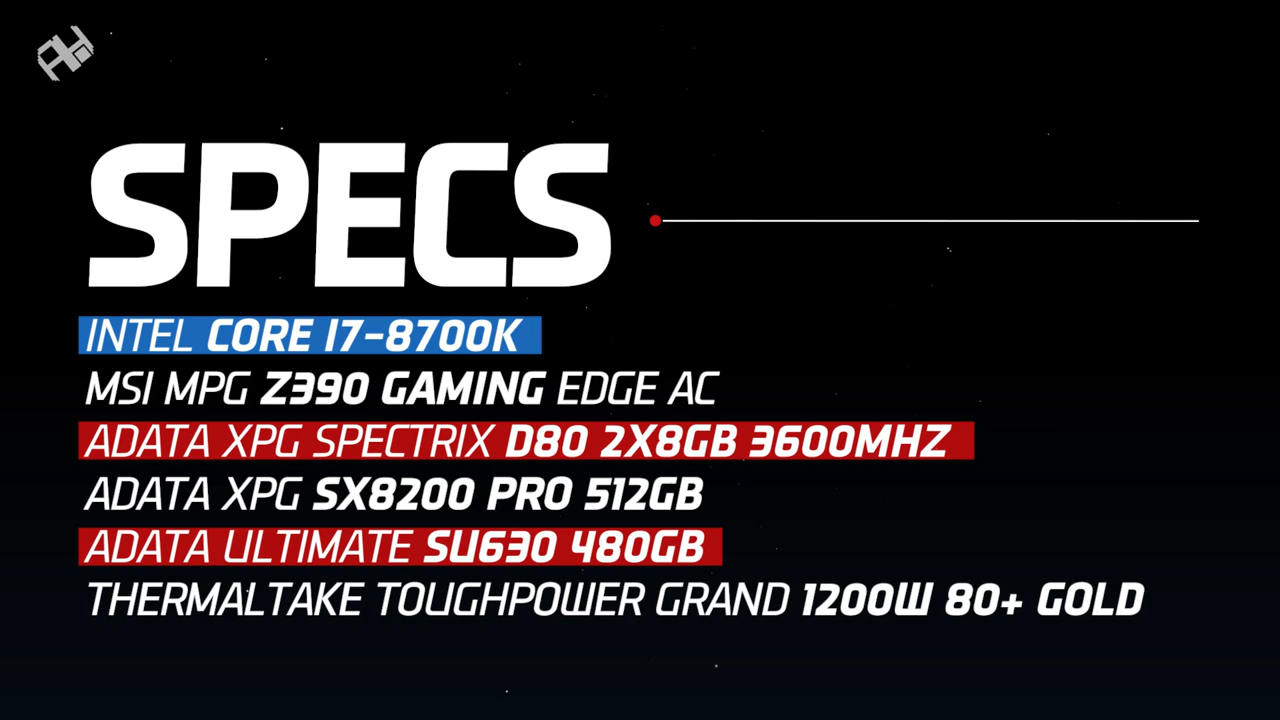 SPECS
INTEL CORE I7-8700K
MSI MPG Z390 GAMING EDGE AC
ADATA XPG SPECTRIX D80 2X8GB 3600MHZ
ADATA XPG SX8200 PRO 512GB
ADATA ULTIMATE SU630 480GB
THERMALTAKE TOUGHPOWER GRAND 1200W 80+ GOLD